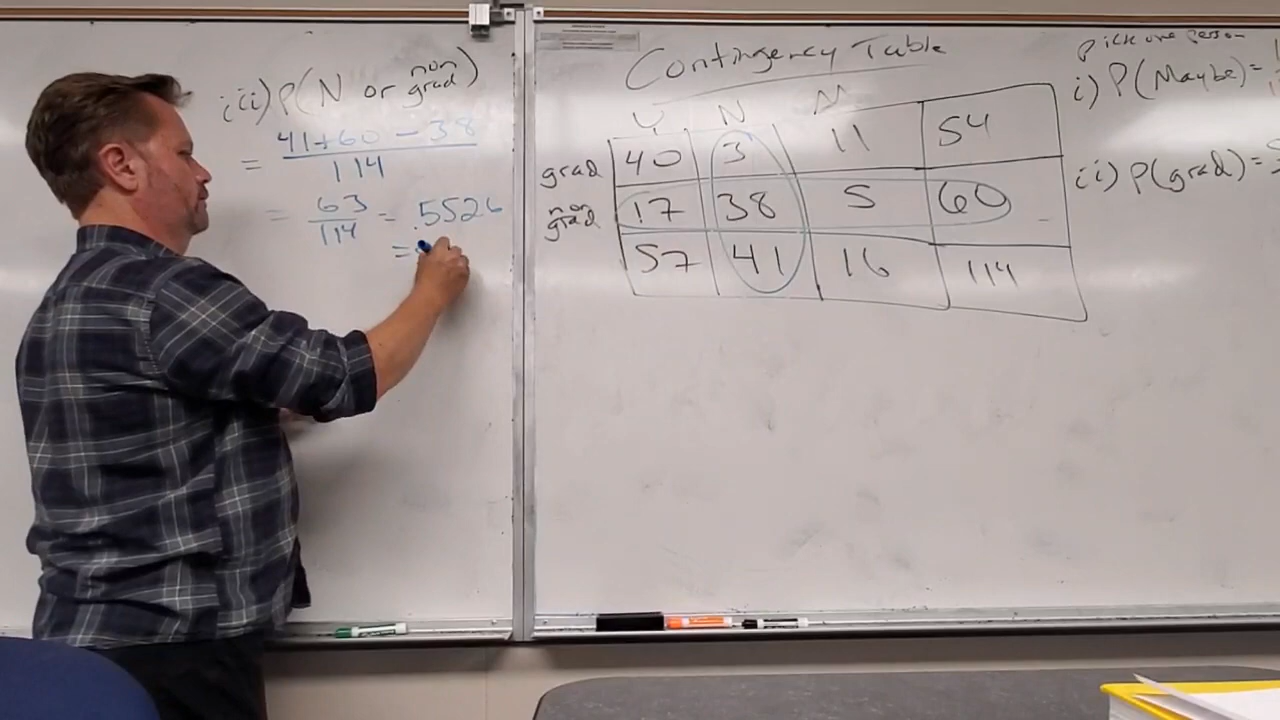 iii) P(N or non grad)
= 41+60-38 / 114
= 63 / 114 = .5526
=
Contingency Table
Y N M
grad 40 3 11 54
non grad 17 38 5 60
57 41 16 114
Pick one person
i) P(Maybe) =
ii) P(grad) =